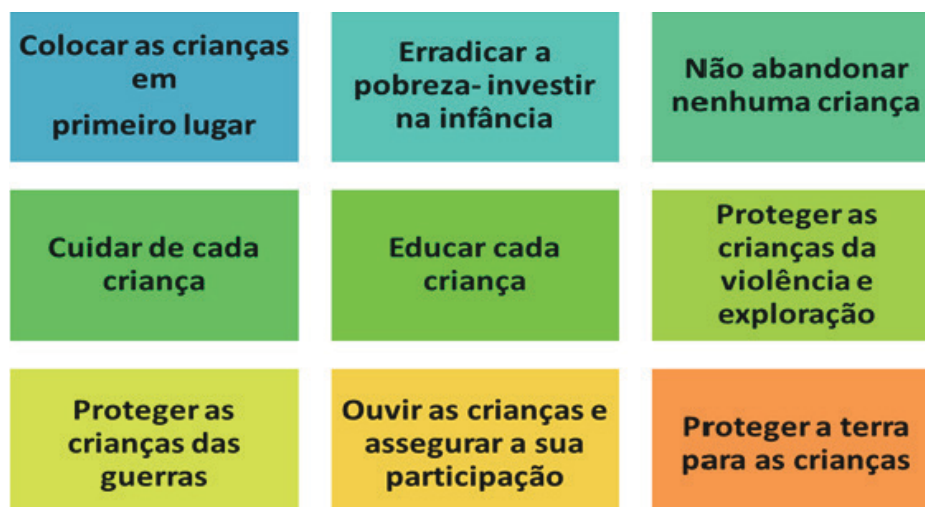 Colocar as crianças
em
primeiro lugar
Erradicar a
pobreza- investir
na infância
Não abandonar
nenhuma criança
Cuidar de cada
criança
Educar cada
criança
Proteger as
crianças da
violência e
exploração
Proteger as
crianças das
guerras
Ouvir as crianças e
assegurar a sua
participação
Proteger a terra
para as crianças